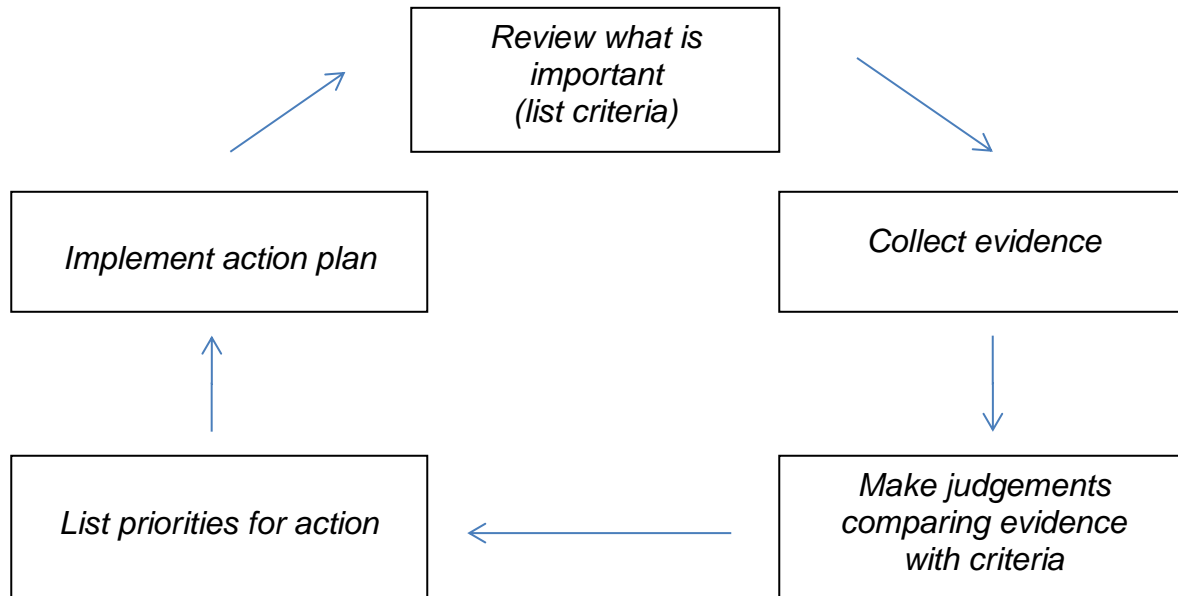 Review what is
important
(list criteria)
Implement action plan
Collect evidence
List priorities for action
Make judgements
comparing evidence
with criteria